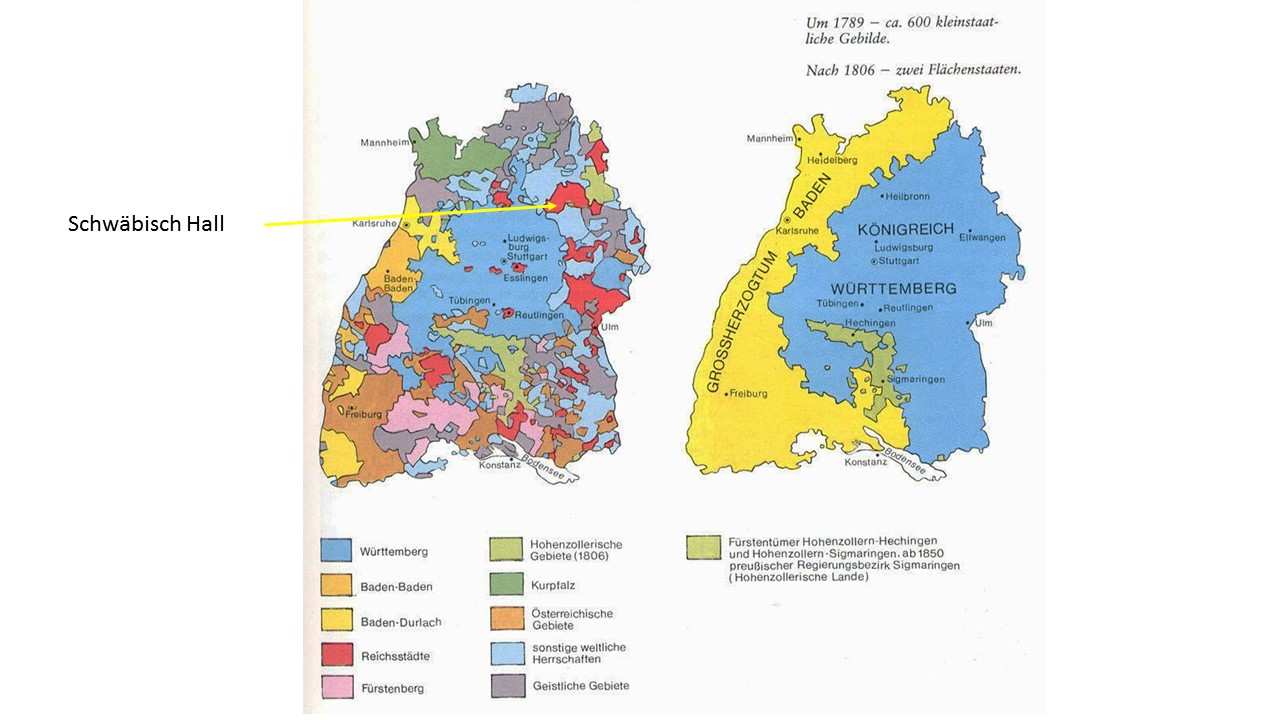 Um 1789 – ca. 600 kleinstaat-
liche Gebilde.
Nach 1806 – zwei Flächenstaaten.
Schwäbisch Hall
Mannheim
Karlsruhe
Ludwigs-
burg
Stuttgart
Esslingen
Baden-
Baden
Tübingen
Reutlingen
Ulm
Freiburg
Konstanz
Bodensee
Mannheim
Heidelberg
BADEN
Karlsruhe
GROSSHERZOGTUM
Heilbronn
KÖNIGREICH
Ellwangen
Ludwigsburg
Stuttgart
WÜRTTEMBERG
Tübingen
Reutlingen
Hechingen
Ulm
Sigmaringen
Freiburg
Konstanz
Bodensee
Württemberg
Baden-Baden
Baden-Durlach
Reichsstädte
Fürstenberg
Hohenzollerische
Gebiete (1806)
Kurpfalz
Österreichische
Gebiete
sonstige weltliche
Herrschaften
Geistliche Gebiete
Fürstentümer Hohenzollern-Hechingen
und Hohenzollern-Sigmaringen, ab 1850
preußischer Regierungsbezirk Sigmaringen
(Hohenzollerische Lande)